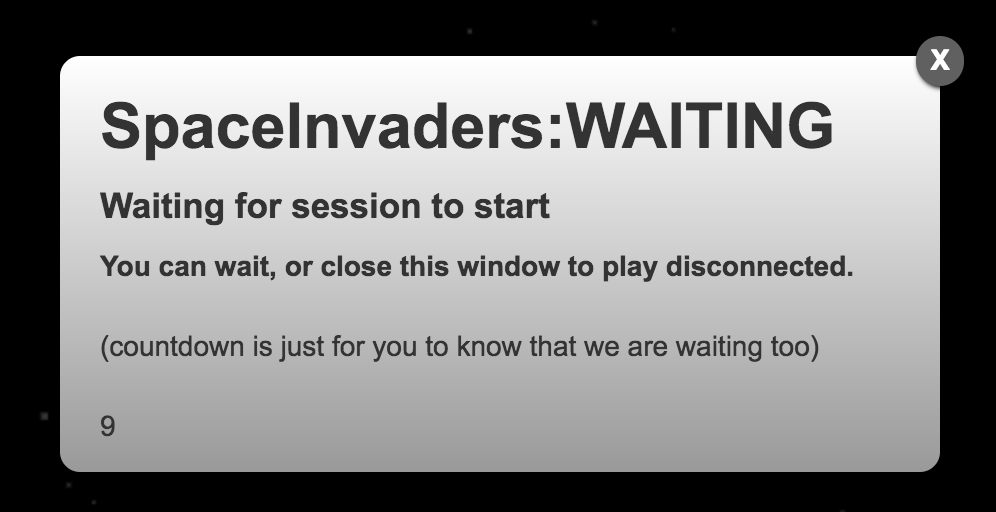 X
SpaceInvaders:WAITING
Waiting for session to start
You can wait, or close this window to play disconnected.
(countdown is just for you to know that we are waiting too)
9